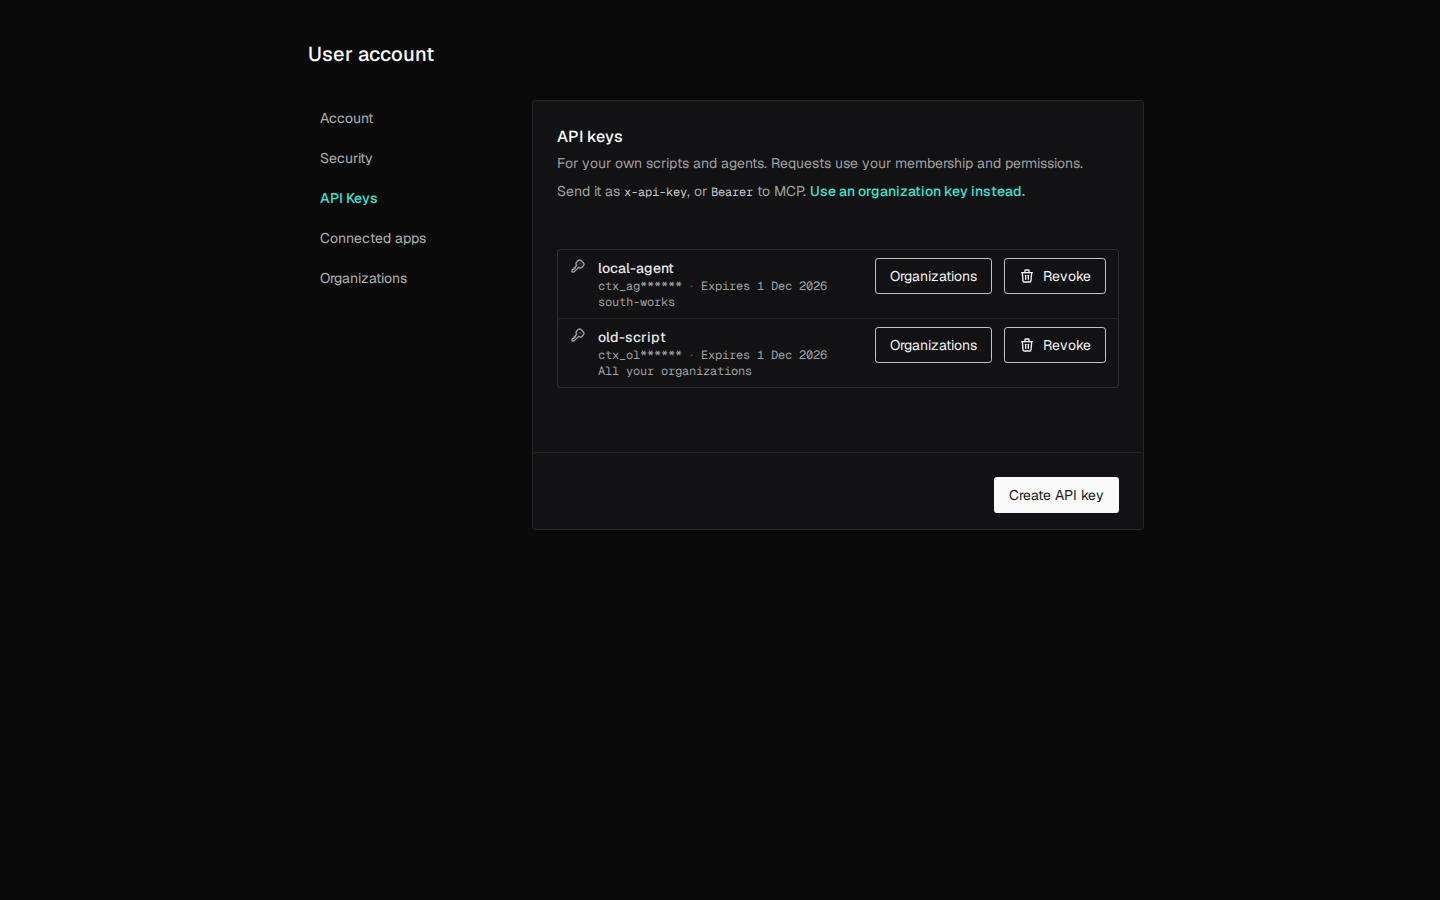 User account
Account
Security
API Keys
Connected apps
Organizations
API keys
For your own scripts and agents. Requests use your membership and permissions.
Send it as x-api-key, or Bearer to MCP. Use an organization key instead.
local-agent
ctx_ag****** · Expires 1 Dec 2026
south-works
Organizations
Revoke
old-script
ctx_ol****** · Expires 1 Dec 2026
All your organizations
Organizations
Revoke
Create API key